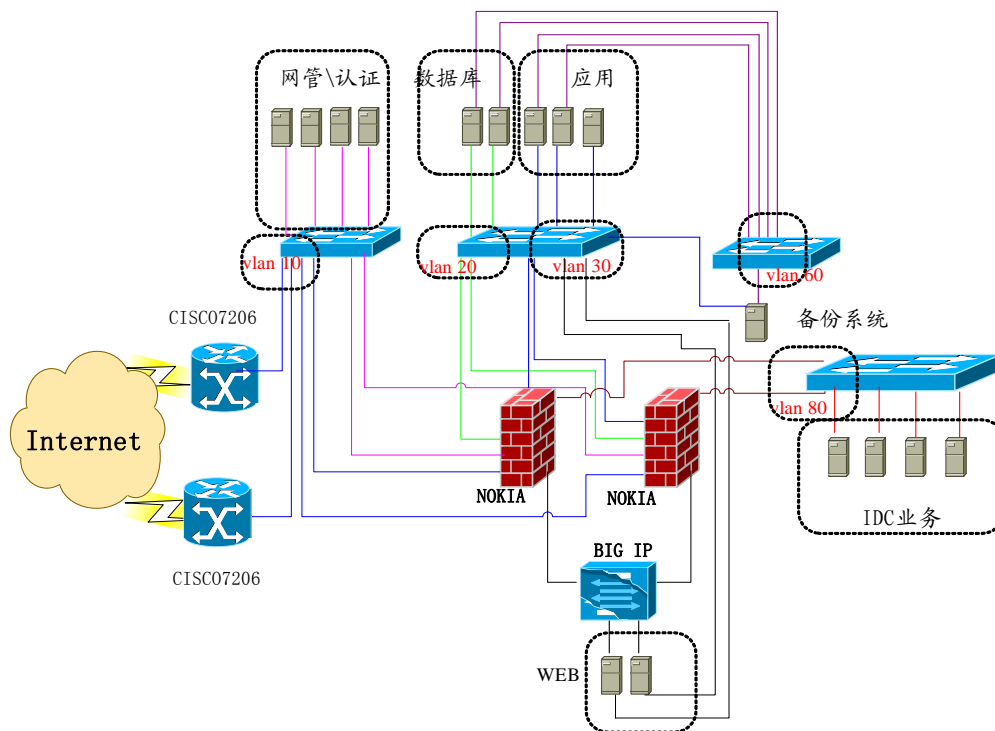 网管\认证
数据库
应用
vlan 10
vlan 20
vlan 30
vlan 60
CISCO7206
备份系统
Internet
vlan 80
NOKIA
NOKIA
IDC业务
BIG IP
CISCO7206
WEB